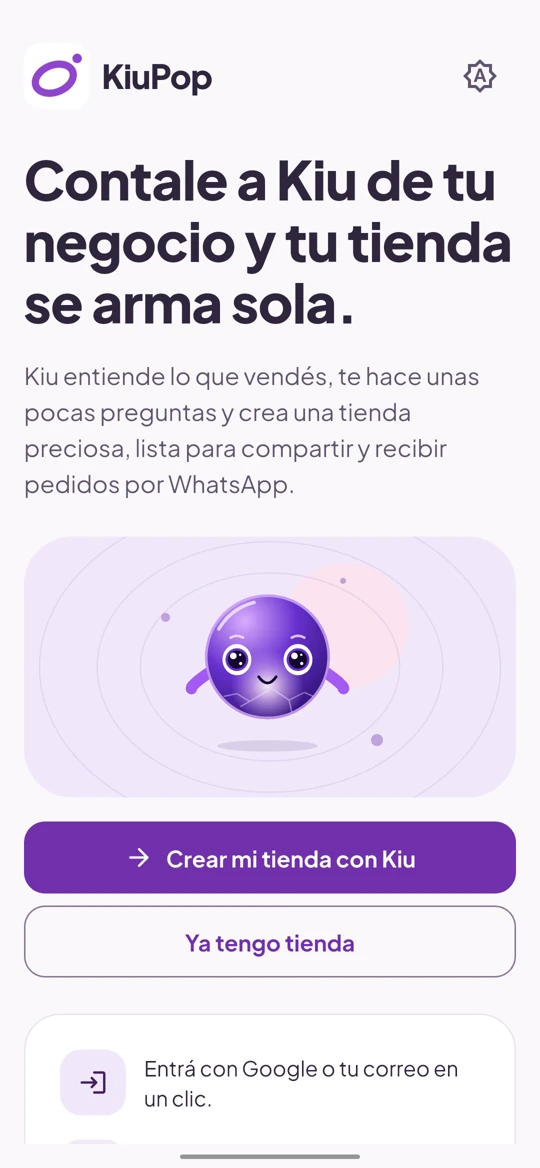 KiuPop
A
Contale a Kiu de tu
negocio y tu tienda
se arma sola.
Kiu entiende lo que vendés, te hace unas
pocas preguntas y crea una tienda
preciosa, lista para compartir y recibir
pedidos por WhatsApp.
Crear mi tienda con Kiu
Ya tengo tienda
Entrá con Google o tu correo en
un clic.